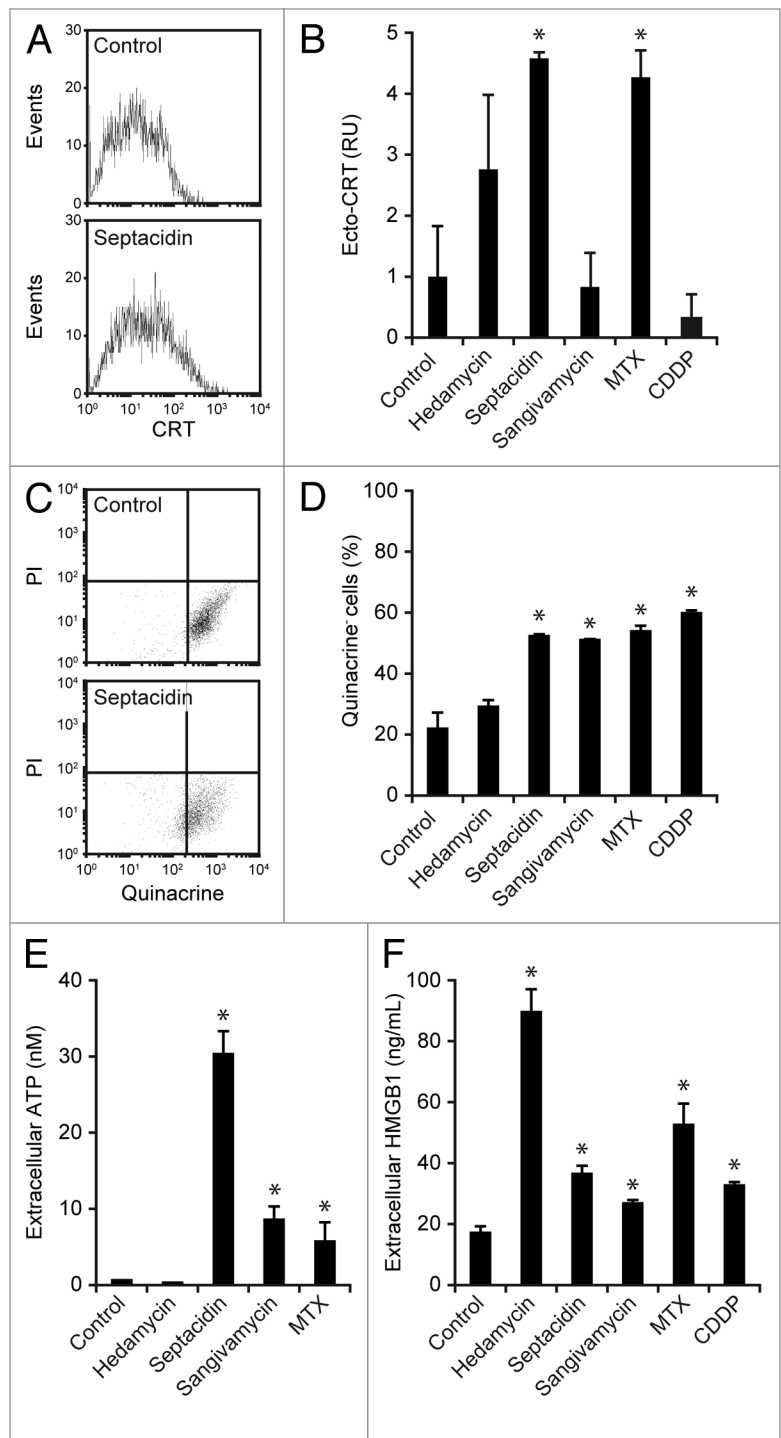 A
Control
Events
30
20
10
0
Septacidin
Events
30
20
10
0
10⁰ 10¹ 10² 10³ 10⁴
CRT
B
Ecto-CRT (RU)
5
4
3
2
1
0
* *
Control Hedamycin Septacidin Sangivamycin MTX CDDP
C
Control
PI
10⁴
10³
10²
10¹
10⁰
Septacidin
PI
10⁴
10³
10²
10¹
10⁰
10⁰ 10¹ 10² 10³ 10⁴
Quinacrine
D
Quinacrine⁻ cells (%)
100
80
60
40
20
0
* * * *
Control Hedamycin Septacidin Sangivamycin MTX CDDP
E
Extracellular ATP (nM)
40
30
20
10
0
* * *
Control Hedamycin Septacidin Sangivamycin MTX
F
Extracellular HMGB1 (ng/mL)
100
80
60
40
20
0
* * * * *
Control Hedamycin Septacidin Sangivamycin MTX CDDP